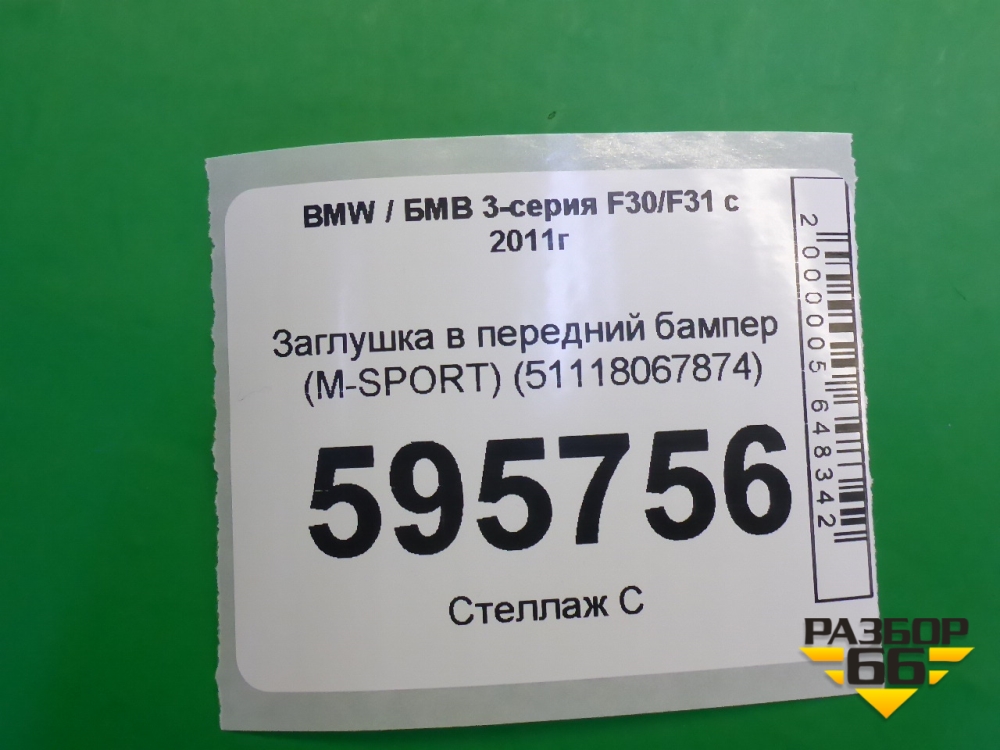 BMW / БМВ 3-серия F30/F31 с
2011г
Заглушка в передний бампер
(M-SPORT) (51118067874)
595756
Стеллаж С
2000005648342
РАЗБОР
66